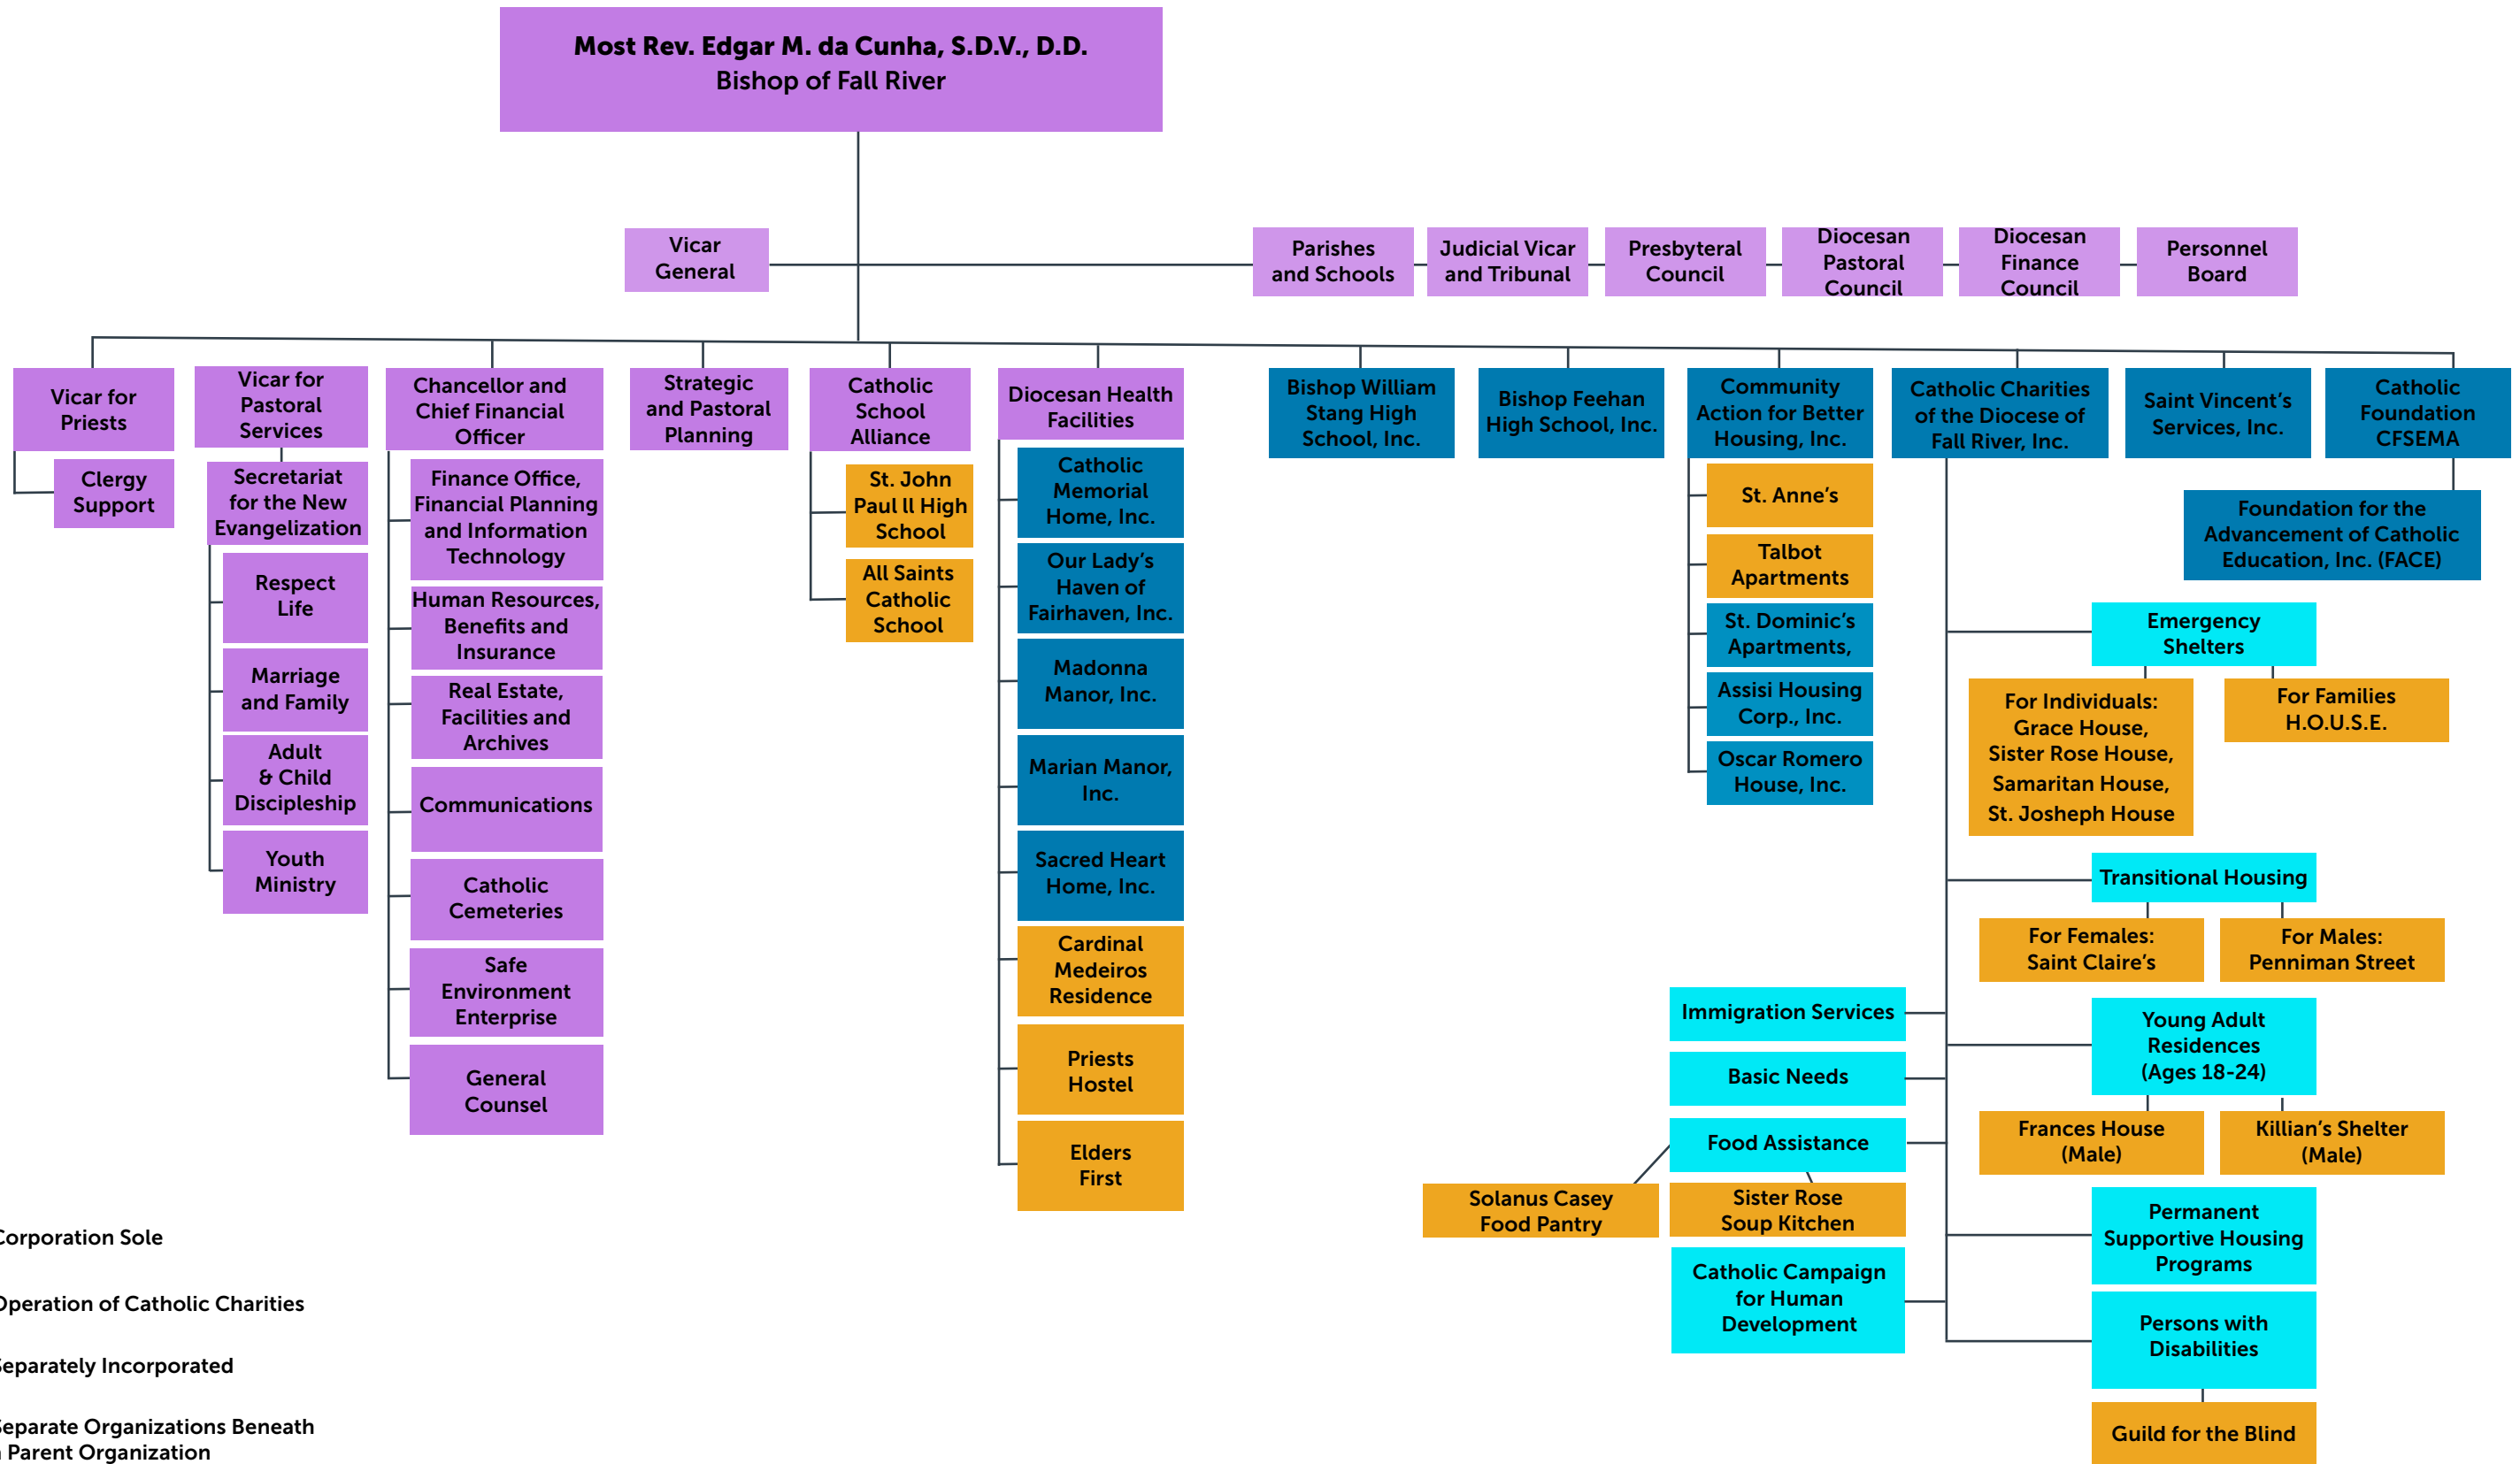 Most Rev. Edgar M. da Cunha, S.D.V., D.D.
Bishop of Fall River
Vicar
General
Parishes
and Schools
Judicial Vicar
and Tribunal
Presbyteral
Council
Diocesan
Pastoral
Council
Diocesan
Finance
Council
Personnel
Board
Vicar for
Priests
Clergy
Support
Vicar for
Pastoral
Services
Secretariat
for the New
Evangelization
Respect
Life
Marriage
and Family
Adult
& Child
Discipleship
Youth
Ministry
Chancellor and
Chief Financial
Officer
Finance Office,
Financial Planning
and Information
Technology
Human Resources,
Benefits and
Insurance
Real Estate,
Facilities and
Archives
Communications
Catholic
Cemeteries
Safe
Environment
Enterprise
General
Counsel
Strategic
and Pastoral
Planning
Catholic
School
Alliance
St. John
Paul ll High
School
All Saints
Catholic
School
Diocesan Health
Facilities
Catholic
Memorial
Home, Inc.
Our Lady’s
Haven of
Fairhaven, Inc.
Madonna
Manor, Inc.
Marian Manor,
Inc.
Sacred Heart
Home, Inc.
Cardinal
Medeiros
Residence
Priests
Hostel
Elders
First
Bishop William
Stang High
School, Inc.
Bishop Feehan
High School, Inc.
Community
Action for Better
Housing, Inc.
St. Anne’s
Talbot
Apartments
St. Dominic’s
Apartments,
Assisi Housing
Corp., Inc.
Oscar Romero
House, Inc.
Catholic Charities
of the Diocese of
Fall River, Inc.
Saint Vincent’s
Services, Inc.
Catholic
Foundation
CFSEMA
Foundation for the
Advancement of Catholic
Education, Inc. (FACE)
Emergency
Shelters
For Individuals:
Grace House,
Sister Rose House,
Samaritan House,
St. Josheph House
For Families
H.O.U.S.E.
Transitional Housing
For Females:
Saint Claire’s
For Males:
Penniman Street
Immigration Services
Basic Needs
Food Assistance
Solanus Casey
Food Pantry
Sister Rose
Soup Kitchen
Catholic Campaign
for Human
Development
Young Adult
Residences
(Ages 18-24)
Frances House
(Male)
Killian’s Shelter
(Male)
Permanent
Supportive Housing
Programs
Persons with
Disabilities
Guild for the Blind
Corporation Sole
Operation of Catholic Charities
Separately Incorporated
Separate Organizations Beneath
a Parent Organization